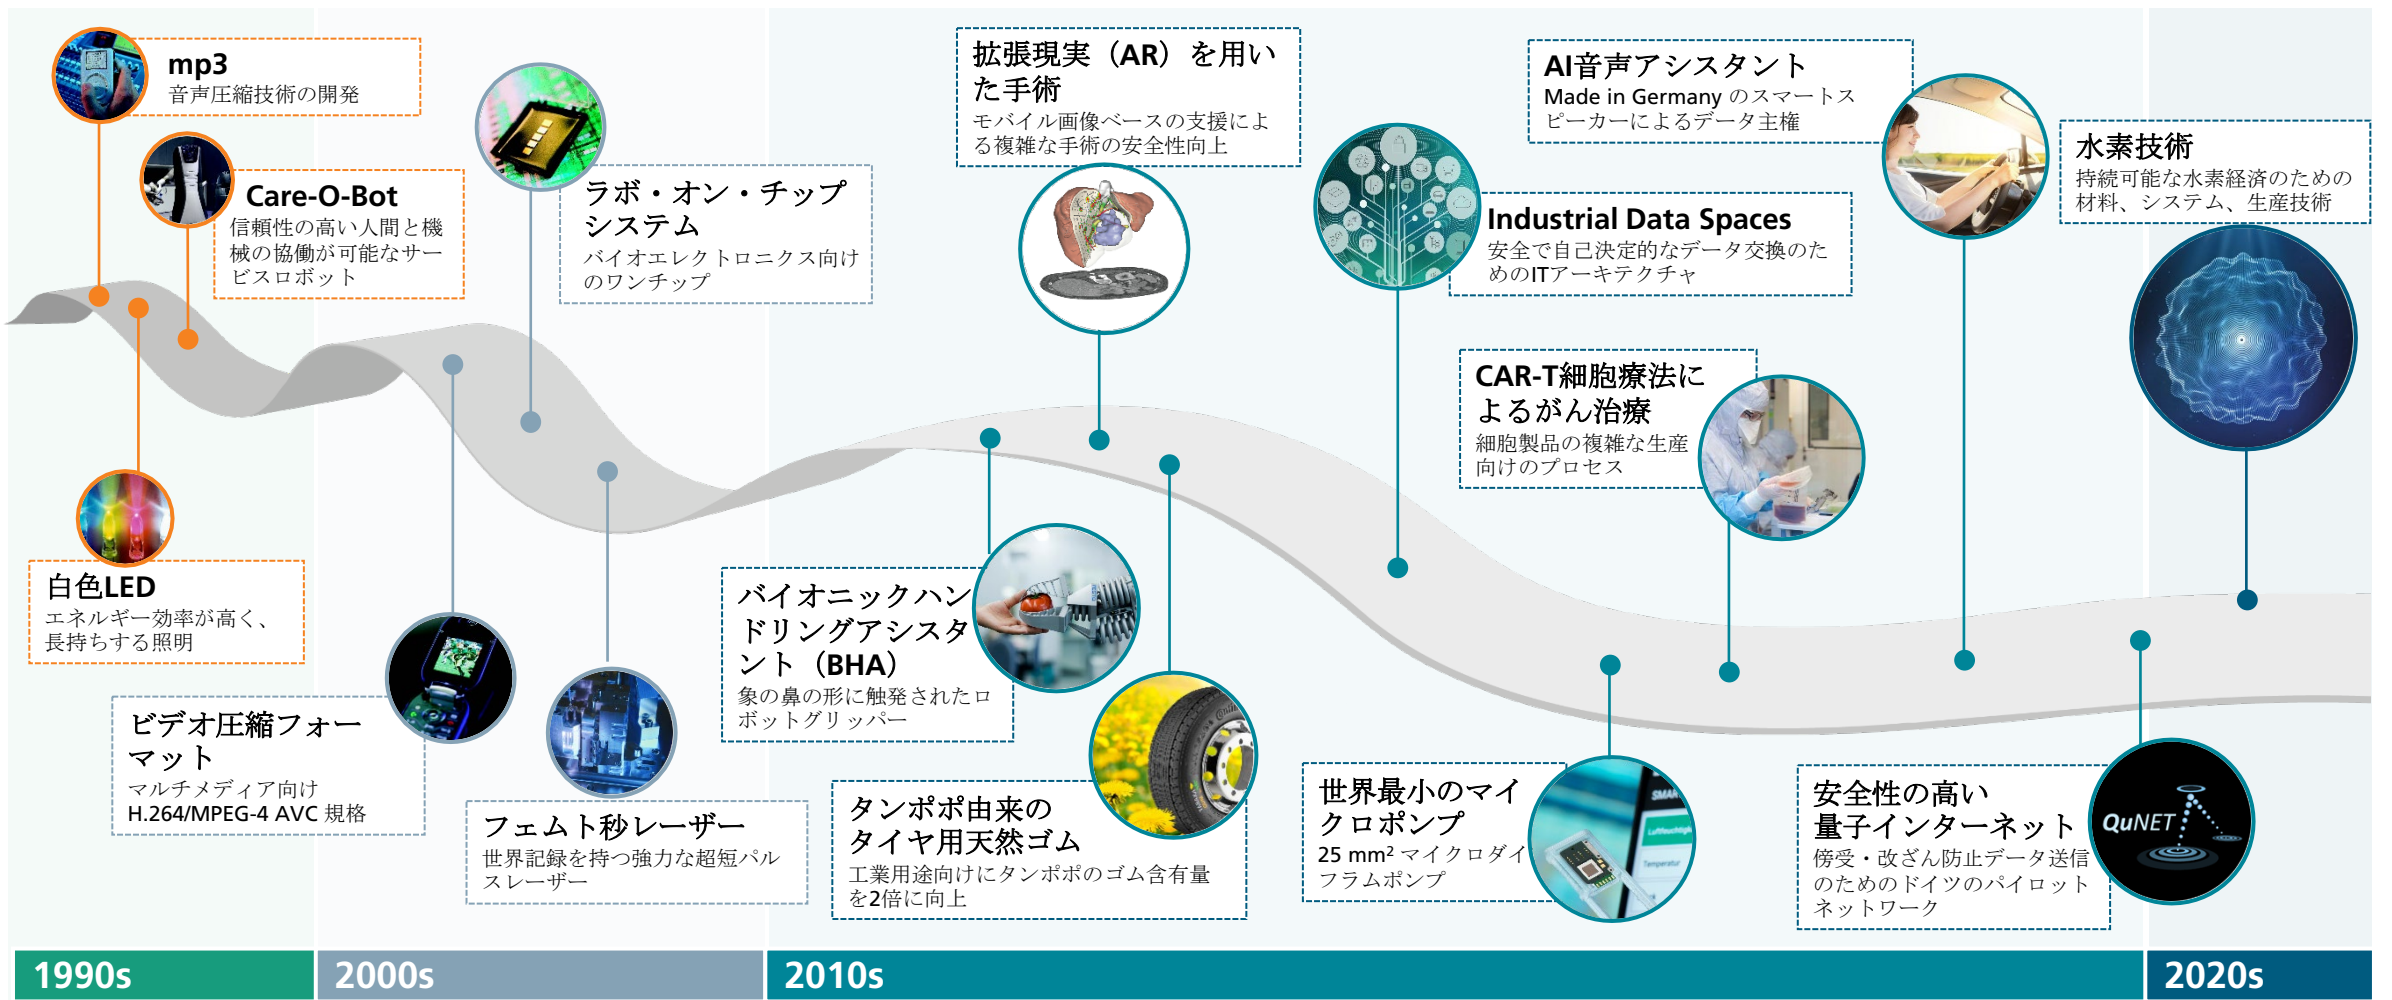 mp3
音声圧縮技術の開発
Care-O-Bot
信頼性の高い人間と機
械の協働が可能なサー
ビスロボット
白色LED
エネルギー効率が高く、
長持ちする照明
ビデオ圧縮フォー
マット
マルチメディア向け
H.264/MPEG-4 AVC 規格
ラボ・オン・チップ
システム
バイオエレクトロニクス向け
のワンチップ
フェムト秒レーザー
世界記録を持つ強力な超短パル
スレーザー
拡張現実（AR）を用い
た手術
モバイル画像ベースの支援によ
る複雑な手術の安全性向上
バイオニックハン
ドリングアシスタ
ント（BHA）
象の鼻の形に触発されたロ
ボットグリッパー
タンポポ由来の
タイヤ用天然ゴム
工業用途向けにタンポポのゴム含有量
を2倍に向上
Industrial Data Spaces
安全で自己決定的なデータ交換のた
めのITアーキテクチャ
世界最小のマイ
クロポンプ
25 mm² マイクロダイ
フラムポンプ
SMAR
Luftfeuchtigk
Temperatur
CAR-T細胞療法に
よるがん治療
細胞製品の複雑な生産
向けのプロセス
AI音声アシスタント
Made in Germany のスマートス
ピーカーによるデータ主権
安全性の高い
量子インターネット
傍受・改ざん防止データ送信
のためのドイツのパイロット
ネットワーク
QuNET
水素技術
持続可能な水素経済のための
材料、システム、生産技術
1990s
2000s
2010s
2020s